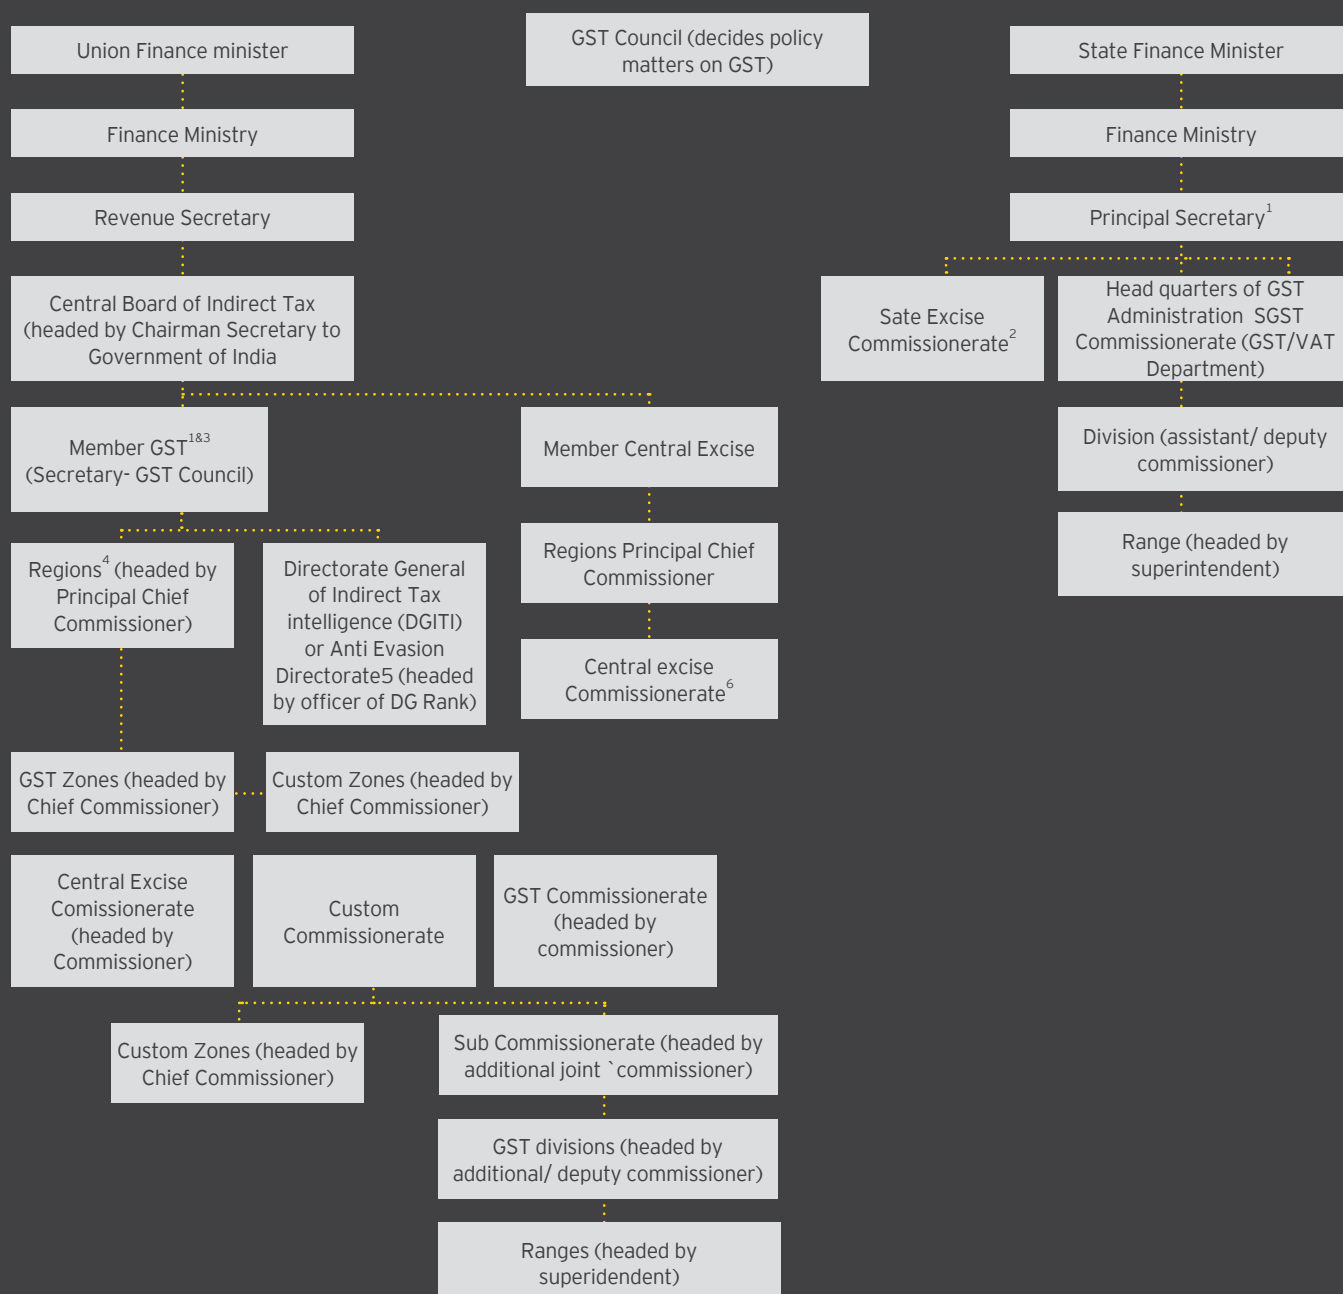 Union Finance minister
GST Council (decides policy
matters on GST)
State Finance Minister
Finance Ministry
Finance Ministry
Revenue Secretary
Principal Secretary1
Central Board of Indirect Tax
(headed by Chairman Secretary to
Government of India
Sate Excise
Commissionerate2
Head quarters of GST
Administration SGST
Commissionerate (GST/VAT
Department)
Member GST1&3
(Secretary- GST Council)
Member Central Excise
Division (assistant/ deputy
commissioner)
Regions4 (headed by
Principal Chief
Commissioner)
Directorate General
of Indirect Tax
intelligence (DGITI)
or Anti Evasion
Directorate5 (headed
by officer of DG Rank)
Regions Principal Chief
Commissioner
Range (headed by
superintendent)
Central excise
Commissionerate6
GST Zones (headed by
Chief Commissioner)
Custom Zones (headed by
Chief Commissioner)
Central Excise
Comissionerate
(headed by
Commissioner)
Custom
Commissionerate
GST Commissionerate
(headed by
commissioner)
Custom Zones (headed by
Chief Commissioner)
Sub Commissionerate (headed by
additional joint `commissioner)
GST divisions (headed by
additional/ deputy commissioner)
Ranges (headed by
superidendent)